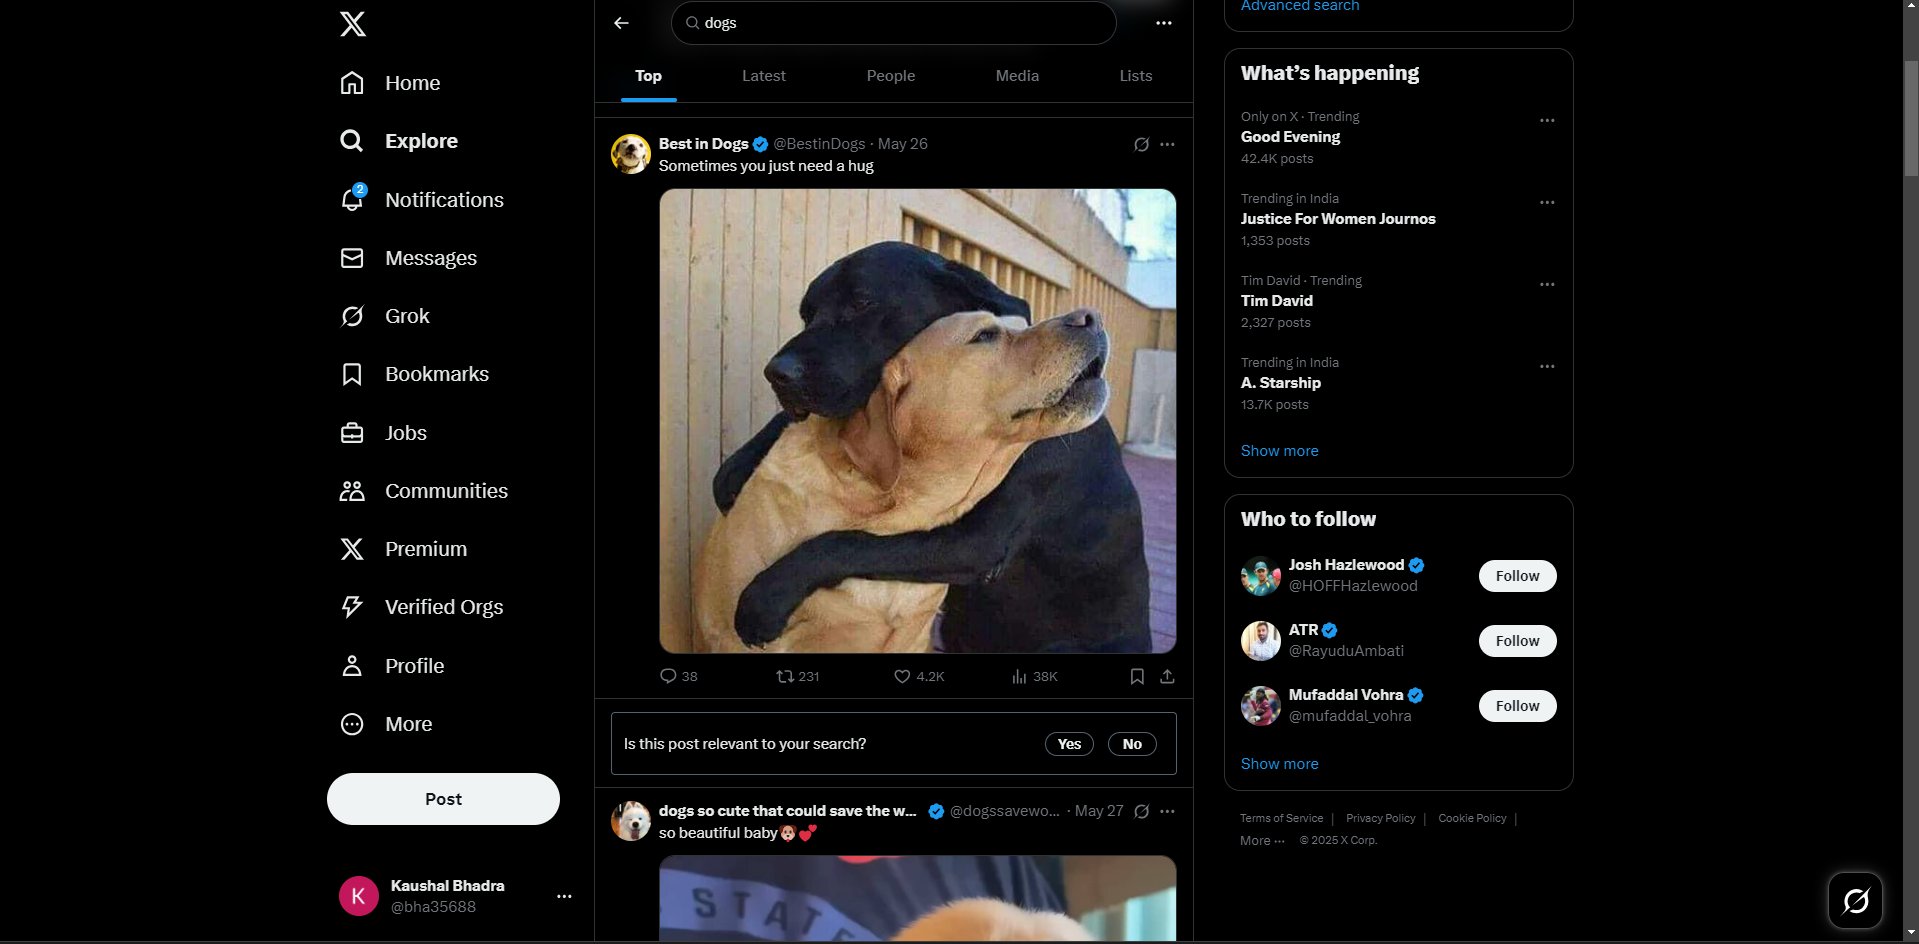 Home
Explore
2
Notifications
Messages
Grok
Bookmarks
Jobs
Communities
Premium
Verified Orgs
Profile
More
Post
K
Kaushal Bhadra
@bha35688
dogs
Top Latest People Media Lists
Best in Dogs @BestinDogs · May 26
Sometimes you just need a hug
38 231 4.2K 38K
Is this post relevant to your search? Yes No
dogs so cute that could save the w... @dogssavewo... · May 27
so beautiful baby🐶💕
STATE
Advanced search
What’s happening
Only on X · Trending
Good Evening
42.4K posts
Trending in India
Justice For Women Journos
1,353 posts
Tim David · Trending
Tim David
2,327 posts
Trending in India
A. Starship
13.7K posts
Show more
Who to follow
Josh Hazlewood
@HOFFHazlewood
Follow
ATR
@RayuduAmbati
Follow
Mufaddal Vohra
@mufaddal_vohra
Follow
Show more
Terms of Service | Privacy Policy | Cookie Policy |
More ··· © 2025 X Corp.